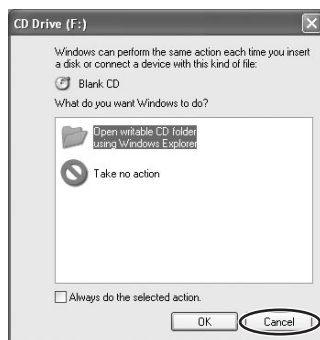 CD Drive (F:)
Windows can perform the same action each time you insert
a disk or connect a device with this kind of file:
Blank CD
What do you want Windows to do?
Open writable CD folder
using Windows Explorer
Take no action
Always do the selected action.
OK
Cancel